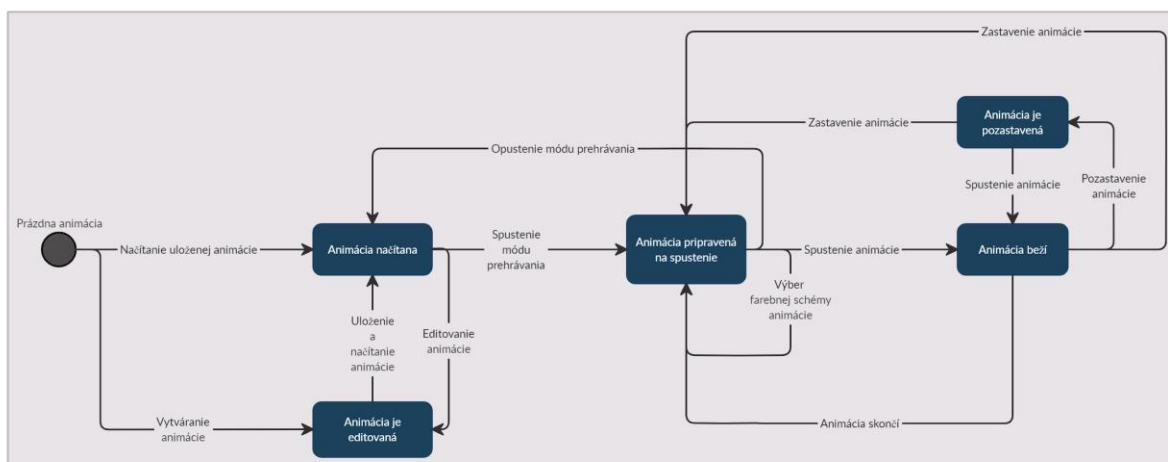 Zastavenie animácie
Zastavenie animácie
Animácia je
pozastavená
Opustenie módu prehrávania
Spustenie animácie
Pozastavenie
animácie
Prázdna animácia
Načítanie uloženej animácie
Animácia načítana
Spustenie
módu
prehrávania
Animácia pripravená
na spustenie
Spustenie animácie
Animácia beží
Výber
farebnej schémy
animácie
Uloženie
a
načítanie
animácie
Editovanie
animácie
Vytváranie
animácie
Animácia je
editovaná
Animácia skončí